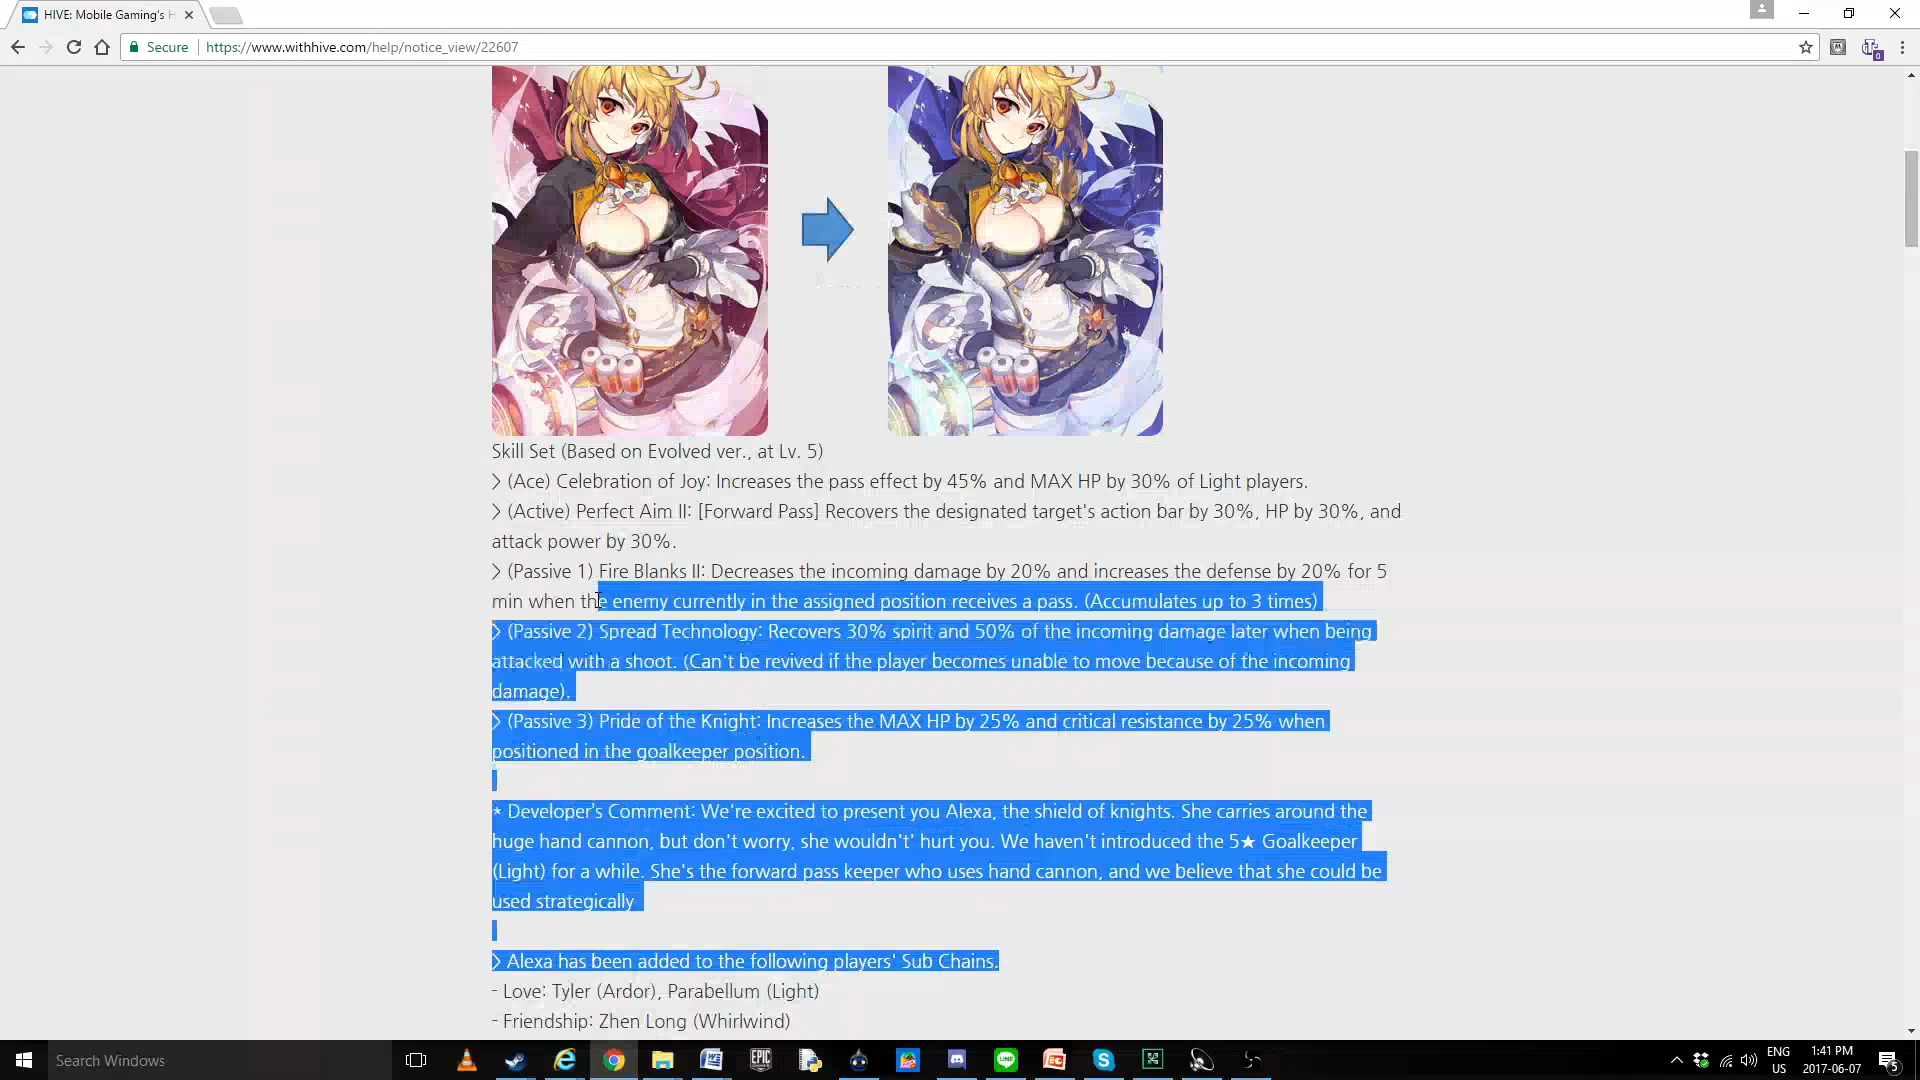 HIVE: Mobile Gaming's H
Secure https://www.withhive.com/help/notice_view/22607
Skill Set (Based on Evolved ver., at Lv. 5)
> (Ace) Celebration of Joy: Increases the pass effect by 45% and MAX HP by 30% of Light players.
> (Active) Perfect Aim II: [Forward Pass] Recovers the designated target's action bar by 30%, HP by 30%, and
attack power by 30%.
> (Passive 1) Fire Blanks II: Decreases the incoming damage by 20% and increases the defense by 20% for 5
min when the enemy currently in the assigned position receives a pass. (Accumulates up to 3 times)
> (Passive 2) Spread Technology: Recovers 30% spirit and 50% of the incoming damage later when being
attacked with a shoot. (Can't be revived if the player becomes unable to move because of the incoming
damage).
> (Passive 3) Pride of the Knight: Increases the MAX HP by 25% and critical resistance by 25% when
positioned in the goalkeeper position.
* Developer's Comment: We're excited to present you Alexa, the shield of knights. She carries around the
huge hand cannon, but don't worry, she wouldn't' hurt you. We haven't introduced the 5★ Goalkeeper
(Light) for a while. She's the forward pass keeper who uses hand cannon, and we believe that she could be
used strategically
> Alexa has been added to the following players' Sub Chains.
- Love: Tyler (Ardor), Parabellum (Light)
- Friendship: Zhen Long (Whirlwind)
Search Windows
EPIC
LINE
ENG
US
1:41 PM
2017-06-07
5